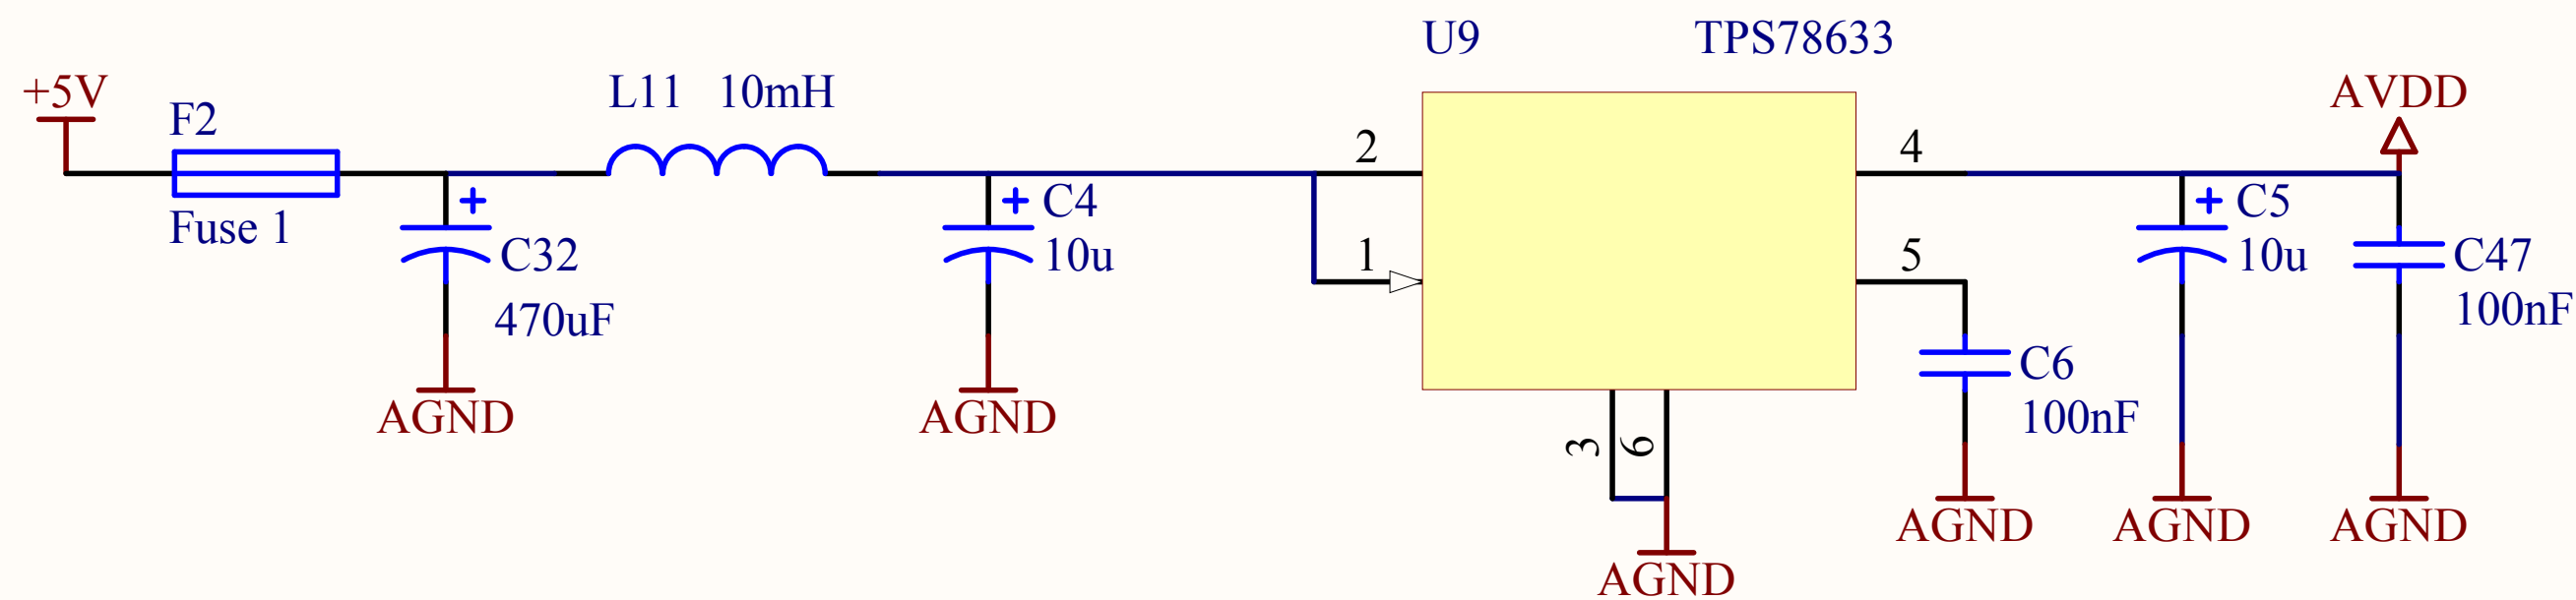 U9 TPS78633
+5V
F2
L11 10mH
AVDD
2
4
Fuse 1
C32
470uF
C4
10u
1
5
C5
10u
C47
100nF
C6
100nF
AGND
AGND
3
6
AGND
AGND
AGND
AGND